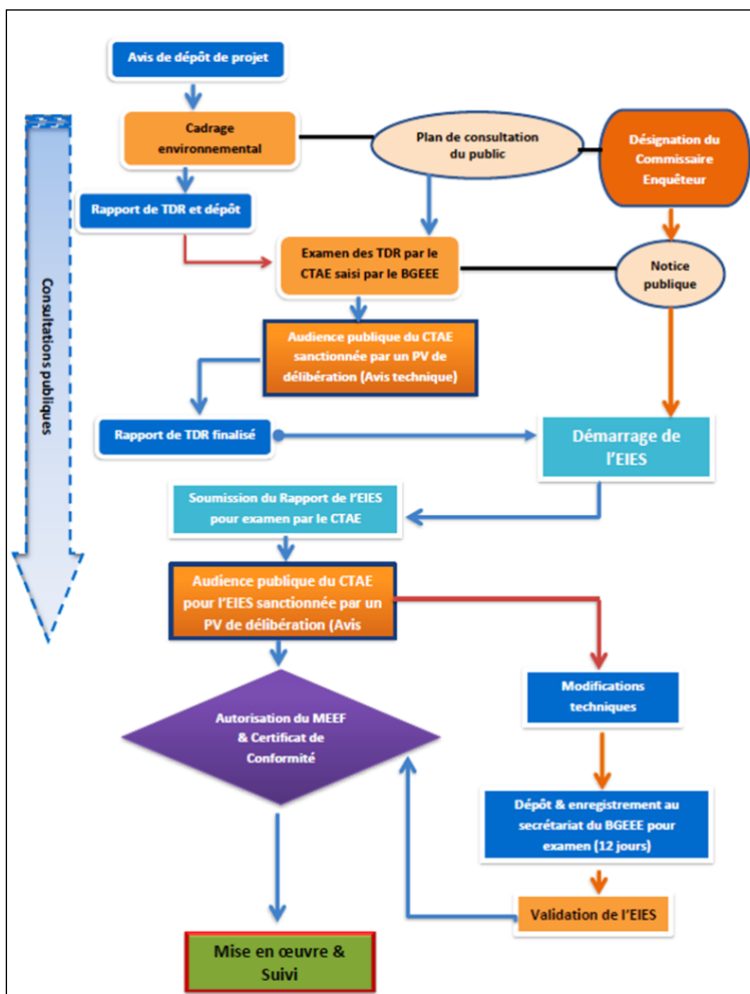 Avis de dépôt de projet
Cadrage
environnemental
Plan de consultation
du public
Désignation du
Commissaire
Enquêteur
Rapport de TDR et dépôt
Examen des TDR par le
CTAE saisi par le BGEEE
Notice
publique
Consultations publiques
Audience publique du CTAE
sanctionnée par un PV de
délibération (Avis technique)
Rapport de TDR finalisé
Démarrage de
l'EIES
Soumission du Rapport de l'EIES
pour examen par le CTAE
Audience publique du CTAE
pour l'EIES sanctionnée par un
PV de délibération (Avis
Modifications
techniques
Autorisation du MEEF
& Certificat de
Conformité
Dépôt & enregistrement au
secrétariat du BGEEE pour
examen (12 jours)
Validation de l'EIES
Mise en œuvre &
Suivi